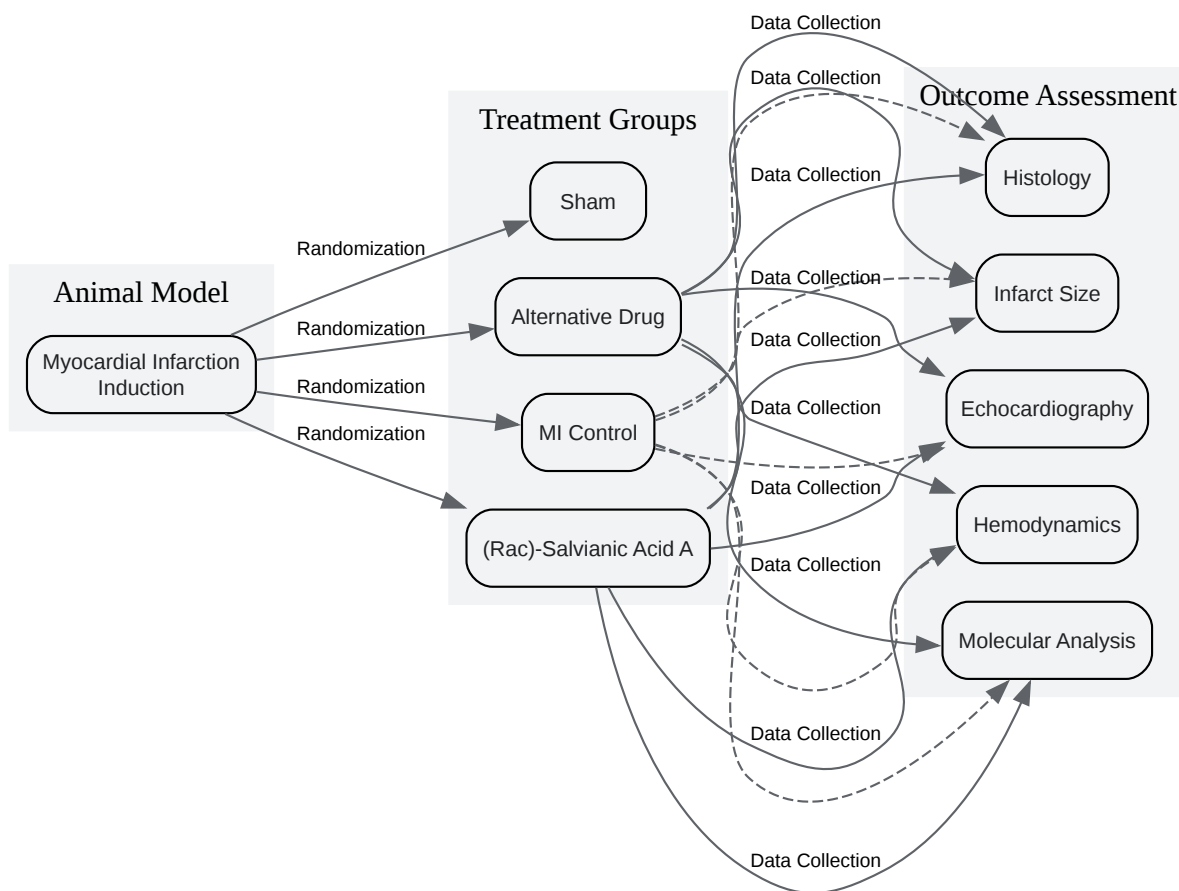 Animal Model
Myocardial Infarction
Induction
Randomization
Randomization
Randomization
Randomization
Treatment Groups
Sham
Alternative Drug
MI Control
(Rac)-Salvianic Acid A
Data Collection
Data Collection
Data Collection
Data Collection
Data Collection
Data Collection
Data Collection
Data Collection
Data Collection
Data Collection
Outcome Assessment
Histology
Infarct Size
Echocardiography
Hemodynamics
Molecular Analysis